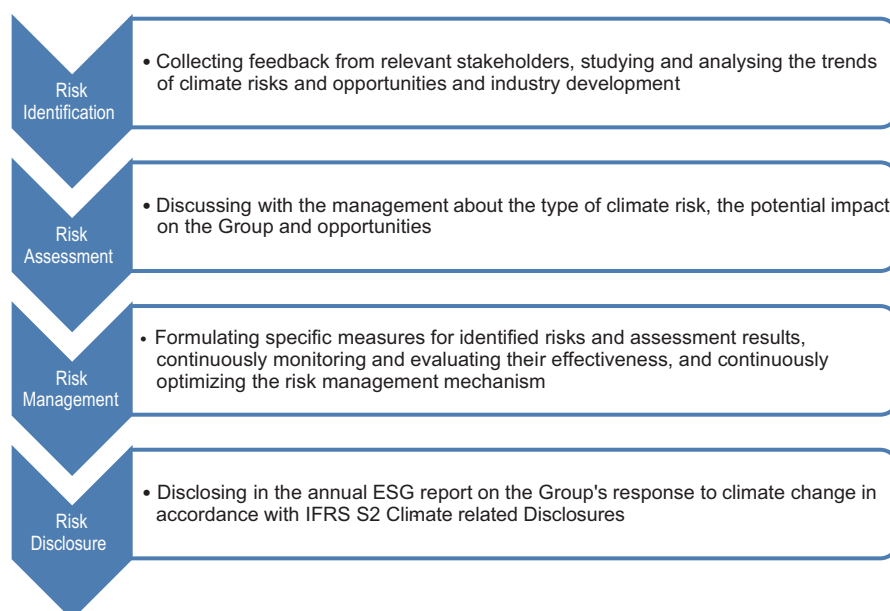 Risk
Identification
• Collecting feedback from relevant stakeholders, studying and analysing the trends
of climate risks and opportunities and industry development
Risk
Assessment
• Discussing with the management about the type of climate risk, the potential impact
on the Group and opportunities
Risk
Management
• Formulating specific measures for identified risks and assessment results,
continuously monitoring and evaluating their effectiveness, and continuously
optimizing the risk management mechanism
Risk
Disclosure
• Disclosing in the annual ESG report on the Group's response to climate change in
accordance with IFRS S2 Climate related Disclosures